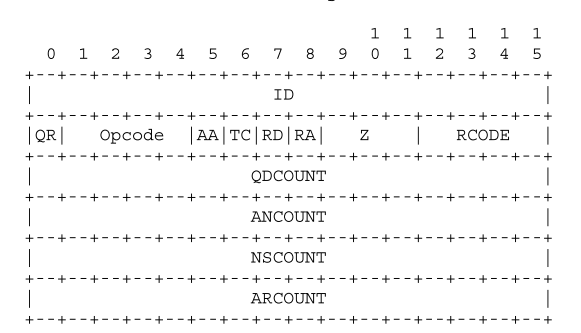 1  1  1  1  1  1
  0  1  2  3  4  5  6  7  8  9  0  1  2  3  4  5
+--+--+--+--+--+--+--+--+--+--+--+--+--+--+--+--+
|                      ID                       |
+--+--+--+--+--+--+--+--+--+--+--+--+--+--+--+--+
|QR|   Opcode  |AA|TC|RD|RA|   Z    |   RCODE   |
+--+--+--+--+--+--+--+--+--+--+--+--+--+--+--+--+
|                    QDCOUNT                    |
+--+--+--+--+--+--+--+--+--+--+--+--+--+--+--+--+
|                    ANCOUNT                    |
+--+--+--+--+--+--+--+--+--+--+--+--+--+--+--+--+
|                    NSCOUNT                    |
+--+--+--+--+--+--+--+--+--+--+--+--+--+--+--+--+
|                    ARCOUNT                    |
+--+--+--+--+--+--+--+--+--+--+--+--+--+--+--+--+